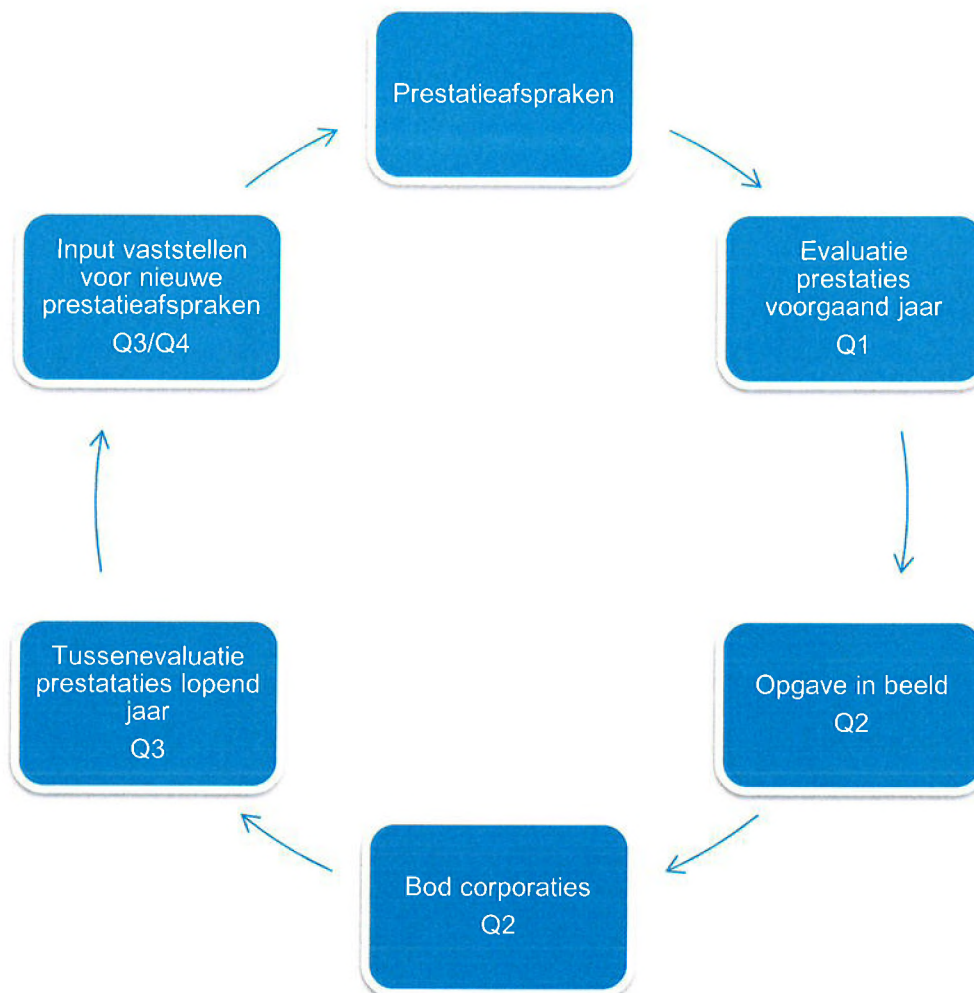 Prestatieafspraken
Evaluatie
prestaties
voorgaand jaar
Q1
Opgave in beeld
Q2
Bod corporaties
Q2
Tussenevaluatie
prestataties lopend
jaar
Q3
Input vaststellen
voor nieuwe
prestatieafspraken
Q3/Q4